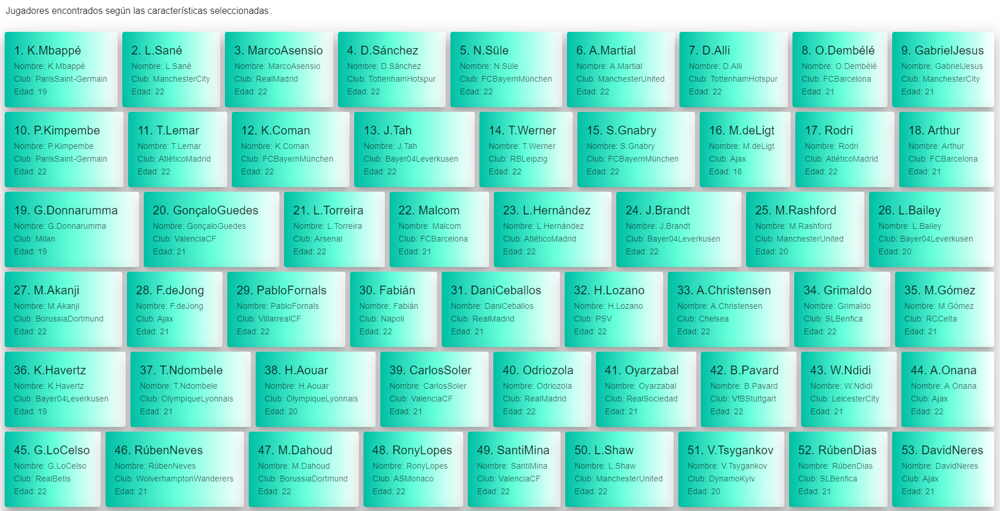 Jugadores encontrados según las características seleccionadas:
1. K.Mbappé
Nombre: K.Mbappé
Club: ParisSaint-Germain
Edad: 19
2. L.Sané
Nombre: L.Sané
Club: ManchesterCity
Edad: 22
3. MarcoAsensio
Nombre: MarcoAsensio
Club: RealMadrid
Edad: 22
4. D.Sánchez
Nombre: D.Sánchez
Club: TottenhamHotspur
Edad: 22
5. N.Süle
Nombre: N.Süle
Club: FCBayernMünchen
Edad: 22
6. A.Martial
Nombre: A.Martial
Club: ManchesterUnited
Edad: 22
7. D.Alli
Nombre: D.Alli
Club: TottenhamHotspur
Edad: 22
8. O.Dembélé
Nombre: O.Dembélé
Club: FCBarcelona
Edad: 21
9. GabrielJesus
Nombre: GabrielJesus
Club: ManchesterCity
Edad: 21
10. P.Kimpembe
Nombre: P.Kimpembe
Club: ParisSaint-Germain
Edad: 22
11. T.Lemar
Nombre: T.Lemar
Club: AtléticoMadrid
Edad: 22
12. K.Coman
Nombre: K.Coman
Club: FCBayernMünchen
Edad: 22
13. J.Tah
Nombre: J.Tah
Club: Bayer04Leverkusen
Edad: 22
14. T.Werner
Nombre: T.Werner
Club: RBLeipzig
Edad: 22
15. S.Gnabry
Nombre: S.Gnabry
Club: FCBayernMünchen
Edad: 22
16. M.deLigt
Nombre: M.deLigt
Club: Ajax
Edad: 18
17. Rodri
Nombre: Rodri
Club: AtléticoMadrid
Edad: 22
18. Arthur
Nombre: Arthur
Club: FCBarcelona
Edad: 21
19. G.Donnarumma
Nombre: G.Donnarumma
Club: Milan
Edad: 19
20. GonçaloGuedes
Nombre: GonçaloGuedes
Club: ValenciaCF
Edad: 21
21. L.Torreira
Nombre: L.Torreira
Club: Arsenal
Edad: 22
22. Malcom
Nombre: Malcom
Club: FCBarcelona
Edad: 21
23. L.Hernández
Nombre: L.Hernández
Club: AtléticoMadrid
Edad: 22
24. J.Brandt
Nombre: J.Brandt
Club: Bayer04Leverkusen
Edad: 22
25. M.Rashford
Nombre: M.Rashford
Club: ManchesterUnited
Edad: 20
26. L.Bailey
Nombre: L.Bailey
Club: Bayer04Leverkusen
Edad: 20
27. M.Akanji
Nombre: M.Akanji
Club: BorussiaDortmund
Edad: 22
28. F.deJong
Nombre: F.deJong
Club: Ajax
Edad: 21
29. PabloFornals
Nombre: PabloFornals
Club: VillarrealCF
Edad: 22
30. Fabián
Nombre: Fabián
Club: Napoli
Edad: 22
31. DaniCeballos
Nombre: DaniCeballos
Club: RealMadrid
Edad: 21
32. H.Lozano
Nombre: H.Lozano
Club: PSV
Edad: 22
33. A.Christensen
Nombre: A.Christensen
Club: Chelsea
Edad: 22
34. Grimaldo
Nombre: Grimaldo
Club: SLBenfica
Edad: 22
35. M.Gómez
Nombre: M.Gómez
Club: RCCelta
Edad: 21
36. K.Havertz
Nombre: K.Havertz
Club: Bayer04Leverkusen
Edad: 19
37. T.Ndombele
Nombre: T.Ndombele
Club: OlympiqueLyonnais
Edad: 21
38. H.Aouar
Nombre: H.Aouar
Club: OlympiqueLyonnais
Edad: 20
39. CarlosSoler
Nombre: CarlosSoler
Club: ValenciaCF
Edad: 21
40. Odriozola
Nombre: Odriozola
Club: RealMadrid
Edad: 22
41. Oyarzabal
Nombre: Oyarzabal
Club: RealSociedad
Edad: 21
42. B.Pavard
Nombre: B.Pavard
Club: VfBStuttgart
Edad: 22
43. W.Ndidi
Nombre: W.Ndidi
Club: LeicesterCity
Edad: 21
44. A.Onana
Nombre: A.Onana
Club: Ajax
Edad: 22
45. G.LoCelso
Nombre: G.LoCelso
Club: RealBetis
Edad: 22
46. RúbenNeves
Nombre: RúbenNeves
Club: WolverhamptonWanderers
Edad: 21
47. M.Dahoud
Nombre: M.Dahoud
Club: BorussiaDortmund
Edad: 22
48. RonyLopes
Nombre: RonyLopes
Club: ASMonaco
Edad: 22
49. SantiMina
Nombre: SantiMina
Club: ValenciaCF
Edad: 22
50. L.Shaw
Nombre: L.Shaw
Club: ManchesterUnited
Edad: 22
51. V.Tsygankov
Nombre: V.Tsygankov
Club: DynamoKyiv
Edad: 20
52. RúbenDias
Nombre: RúbenDias
Club: SLBenfica
Edad: 21
53. DavidNeres
Nombre: DavidNeres
Club: Ajax
Edad: 21